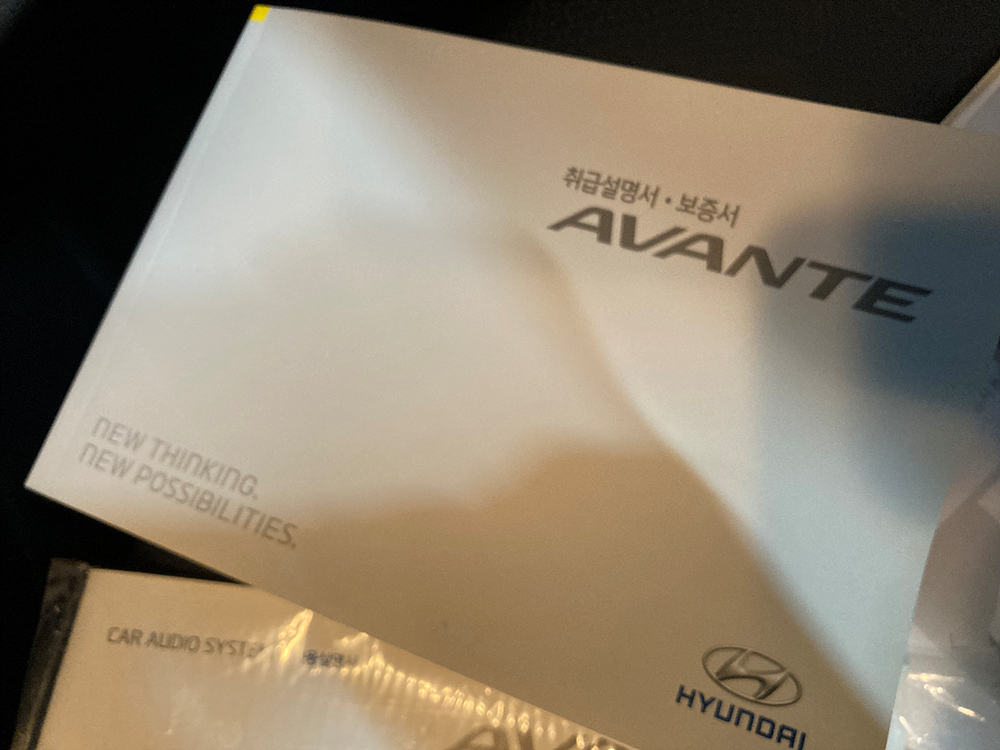 취급설명서 · 보증서
AVANTE
NEW THINKING.
NEW POSSIBILITIES.
HYUNDAI
CAR AUDIO SYSTEM